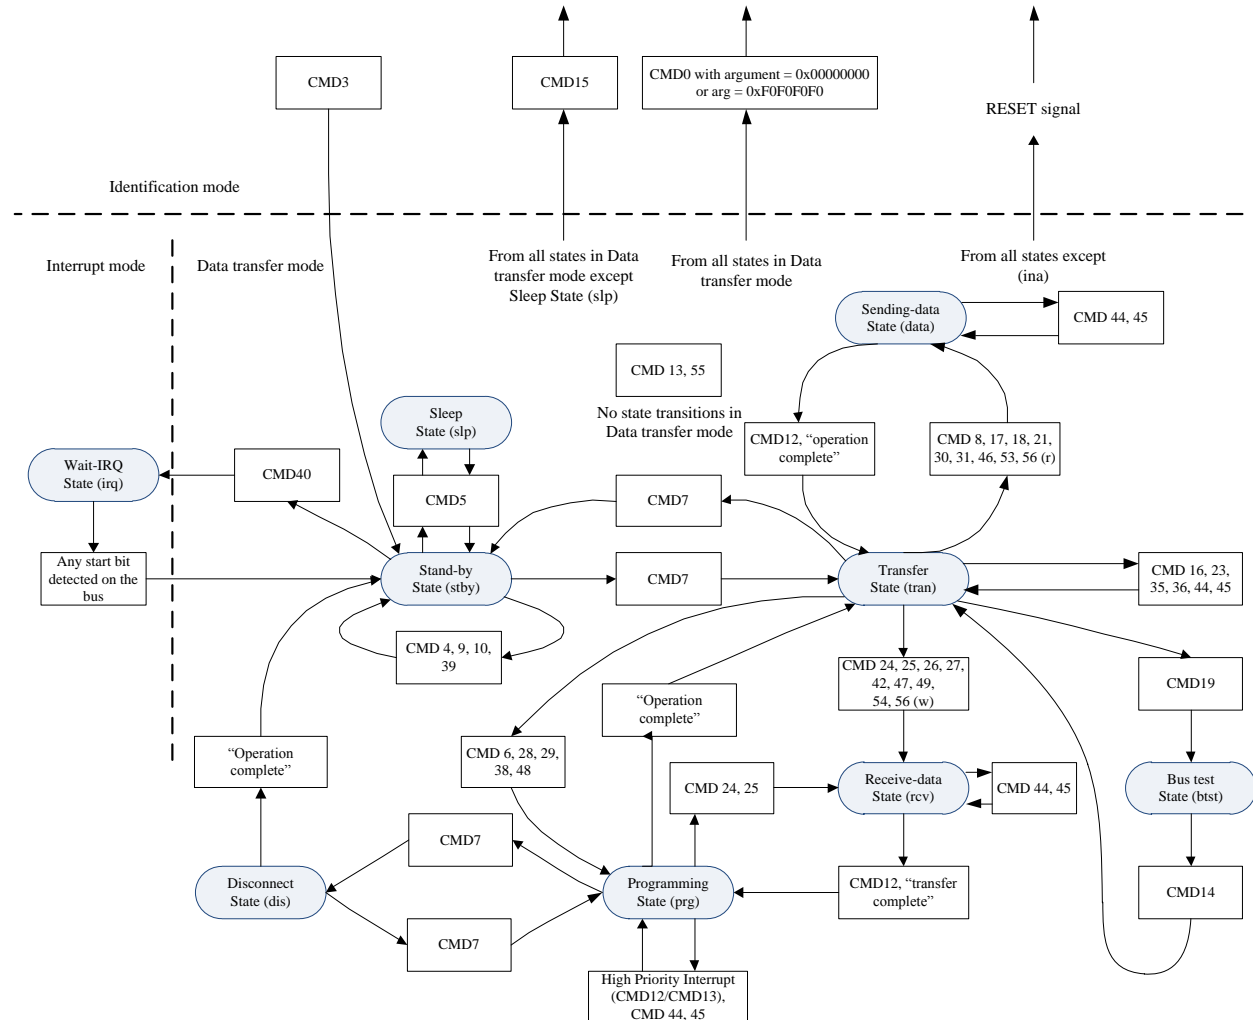 CMD3
CMD15
CMD0 with argument = 0x00000000
or arg = 0xF0F0F0F0
RESET signal
Identification mode
Interrupt mode
Data transfer mode
From all states in Data
transfer mode except
Sleep State (slp)
From all states in Data
transfer mode
From all states except
(ina)
Sending-data
State (data)
CMD 44, 45
CMD 13, 55
No state transitions in
Data transfer mode
Sleep
State (slp)
CMD12, “operation
complete”
CMD 8, 17, 18, 21,
30, 31, 46, 53, 56 (r)
Wait-IRQ
State (irq)
CMD40
CMD5
CMD7
Any start bit
detected on the
bus
Stand-by
State (stby)
CMD7
Transfer
State (tran)
CMD 16, 23,
35, 36, 44, 45
CMD 4, 9, 10,
39
CMD 24, 25, 26, 27,
42, 47, 49,
54, 56 (w)
CMD19
“Operation
complete”
“Operation
complete”
CMD 6, 28, 29,
38, 48
CMD 24, 25
Receive-data
State (rcv)
CMD 44, 45
Bus test
State (btst)
CMD7
Disconnect
State (dis)
Programming
State (prg)
CMD12, “transfer
complete”
CMD14
CMD7
High Priority Interrupt
(CMD12/CMD13),
CMD 44, 45